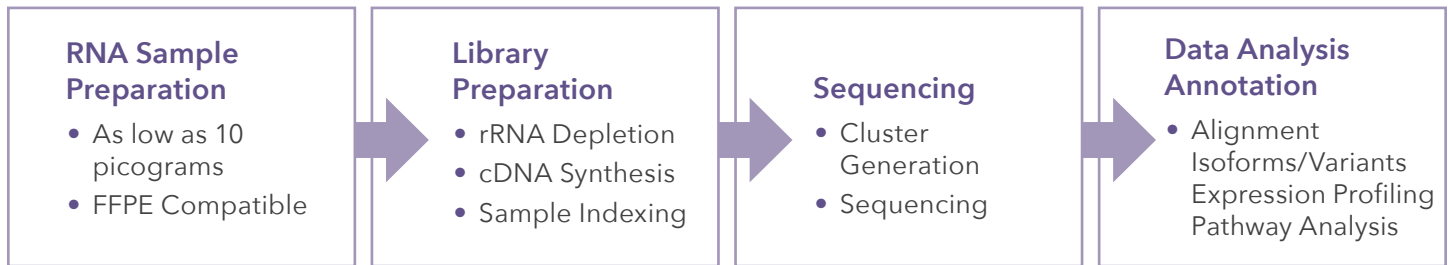 RNA Sample
Preparation
• As low as 10
picograms
• FFPE Compatible
Library
Preparation
• rRNA Depletion
• cDNA Synthesis
• Sample Indexing
Sequencing
• Cluster
Generation
• Sequencing
Data Analysis
Annotation
• Alignment
Isoforms/Variants
Expression Profiling
Pathway Analysis